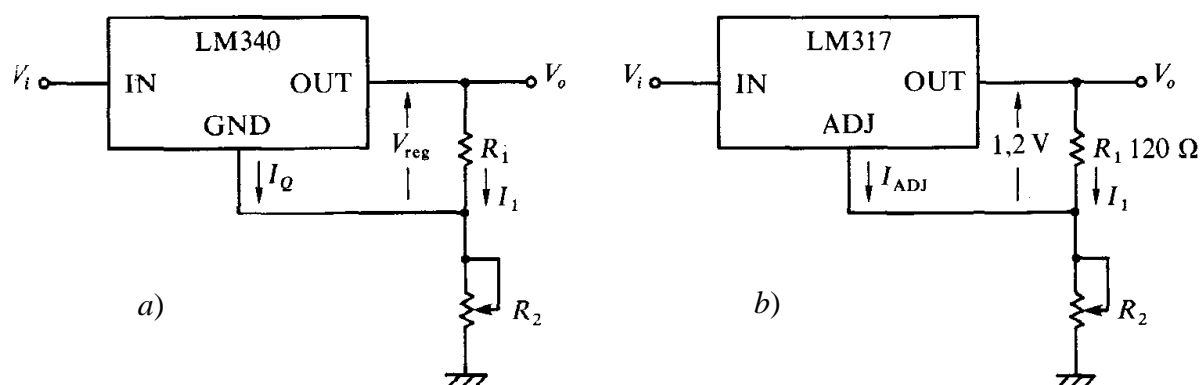 LM340
V_i
IN
OUT
V_o
GND
V_reg
R_1
I_Q
I_1
R_2
a)
LM317
V_i
IN
OUT
V_o
ADJ
1,2 V
R_1 120 Ω
I_ADJ
I_1
R_2
b)